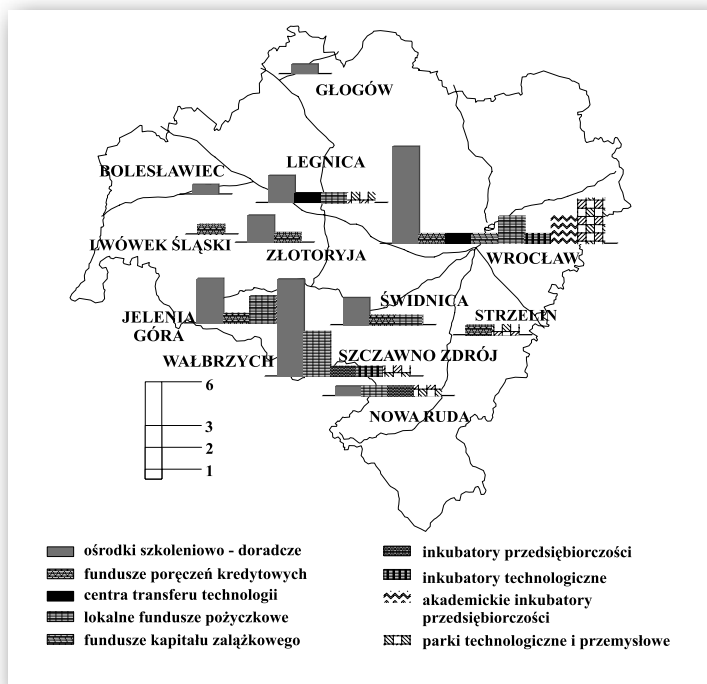 GŁOGÓW
LEGNICA
BOLESŁAWIEC
LWÓWEK ŚLĄSKI
ZŁOTORYJA
WROCŁAW
JELENIA
GÓRA
ŚWIDNICA
STRZELIN
WAŁBRZYCH
SZCZAWNO ZDRÓJ
NOWA RUDA
6
3
2
1
ośrodki szkoleniowo - doradcze
fundusze poręczeń kredytowych
centra transferu technologii
lokalne fundusze pożyczkowe
fundusze kapitału zalążkowego
inkubatory przedsiębiorczości
inkubatory technologiczne
akademickie inkubatory
przedsiębiorczości
parki technologiczne i przemysłowe